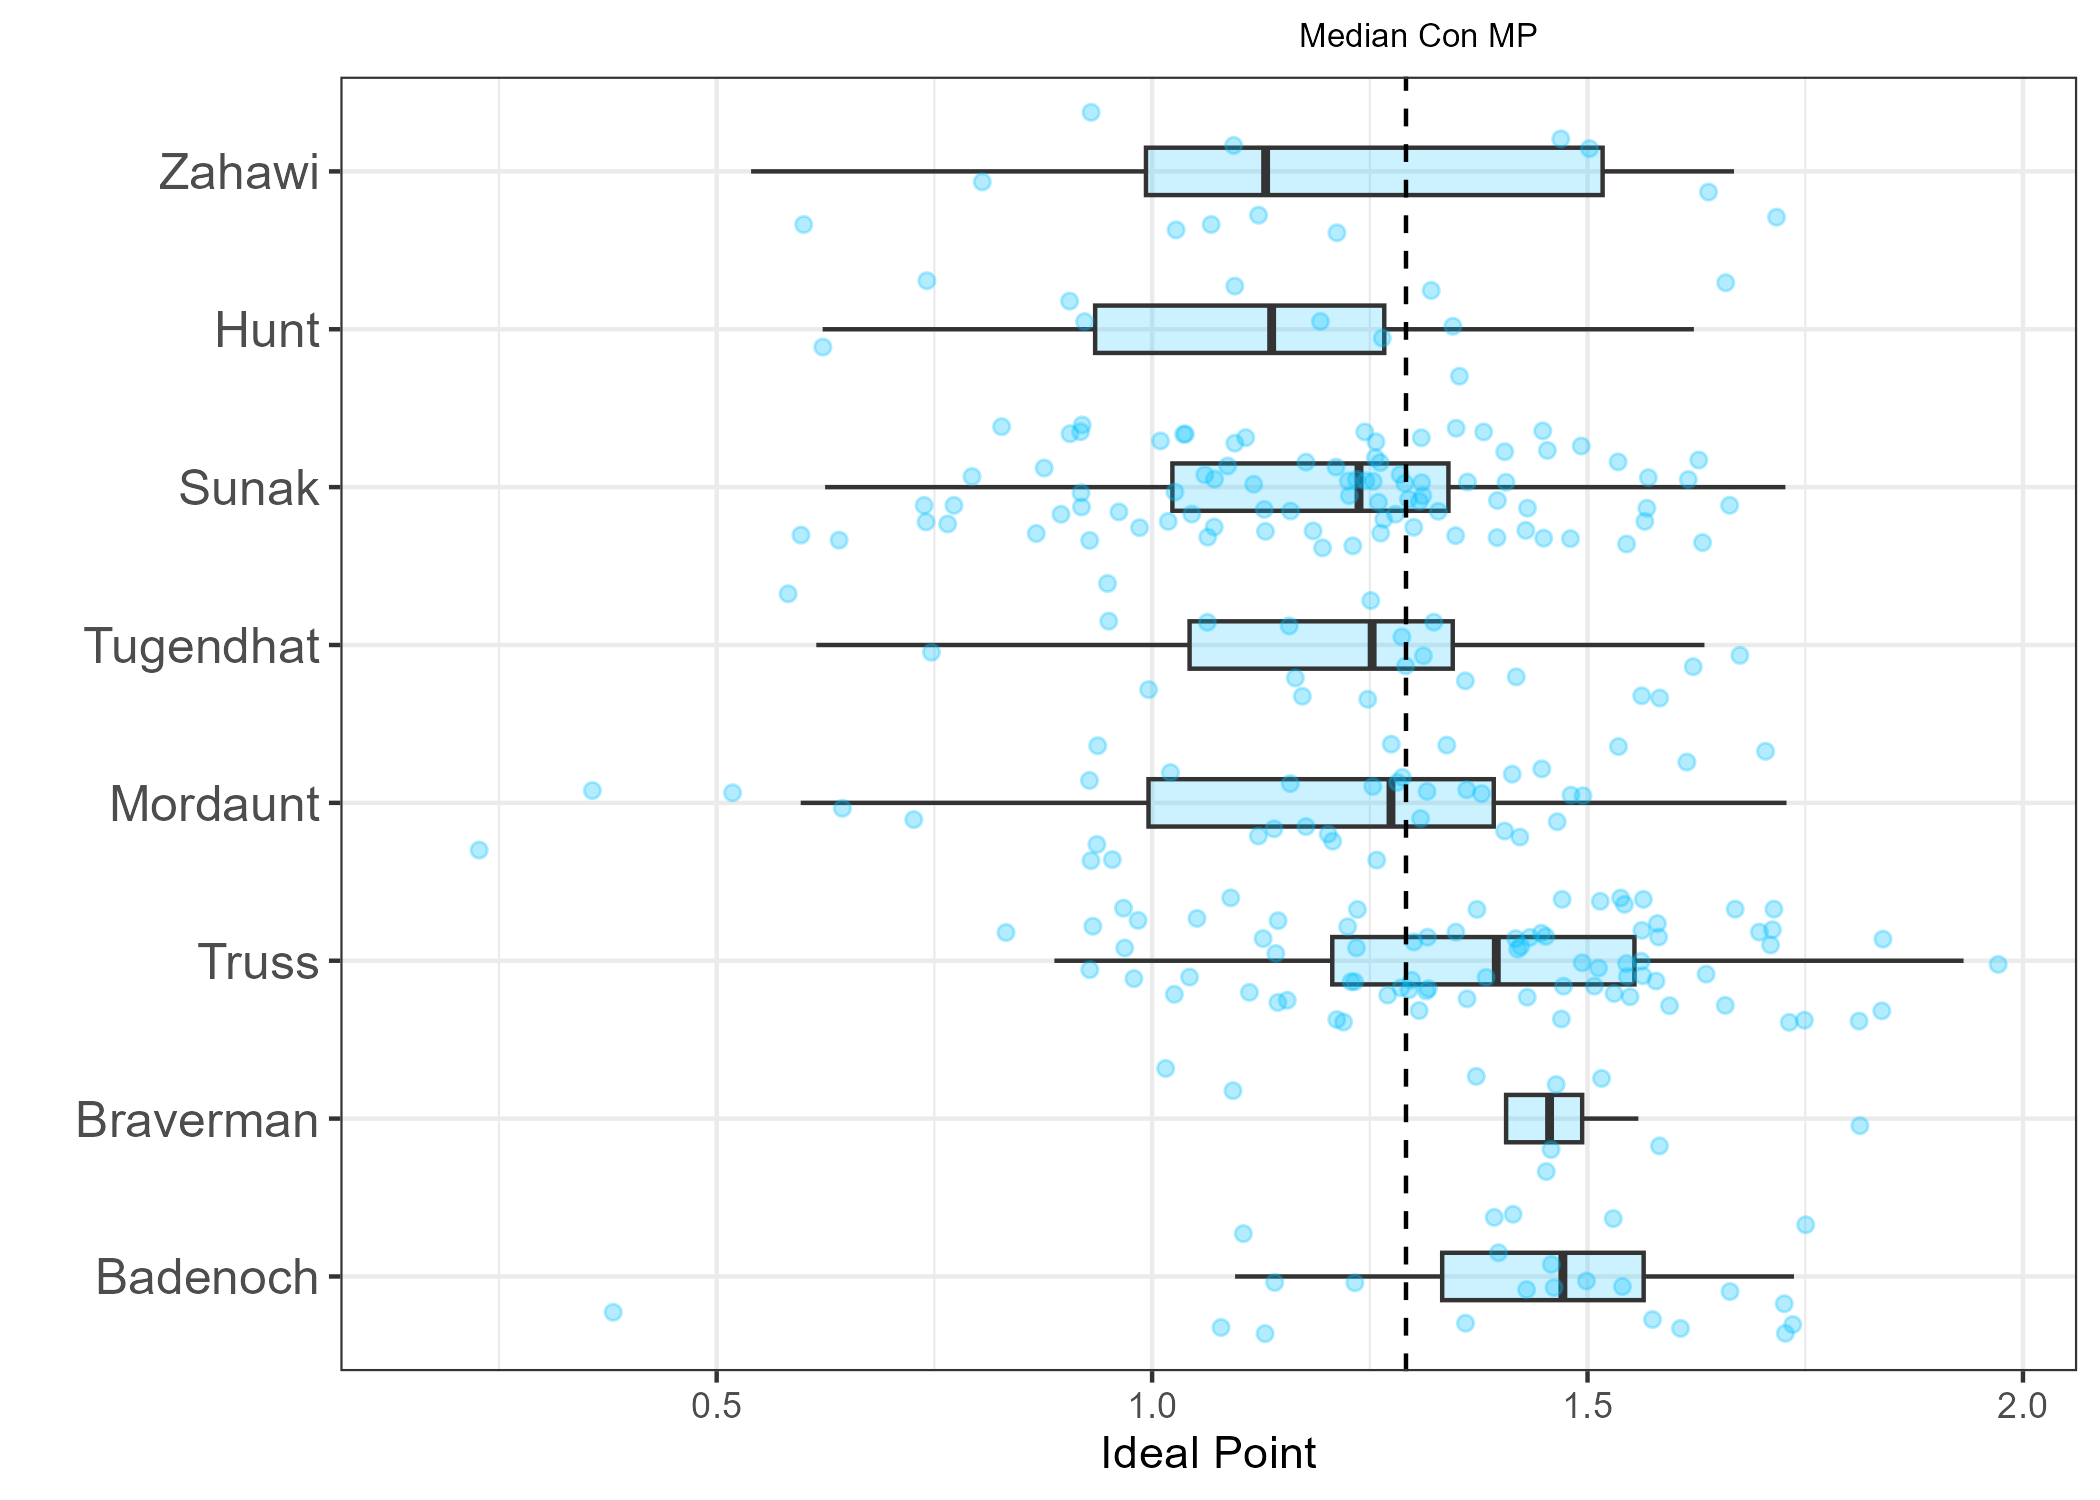 Median Con MP
Zahawi
Hunt
Sunak
Tugendhat
Mordaunt
Truss
Braverman
Badenoch
0.5 1.0 1.5 2.0
Ideal Point